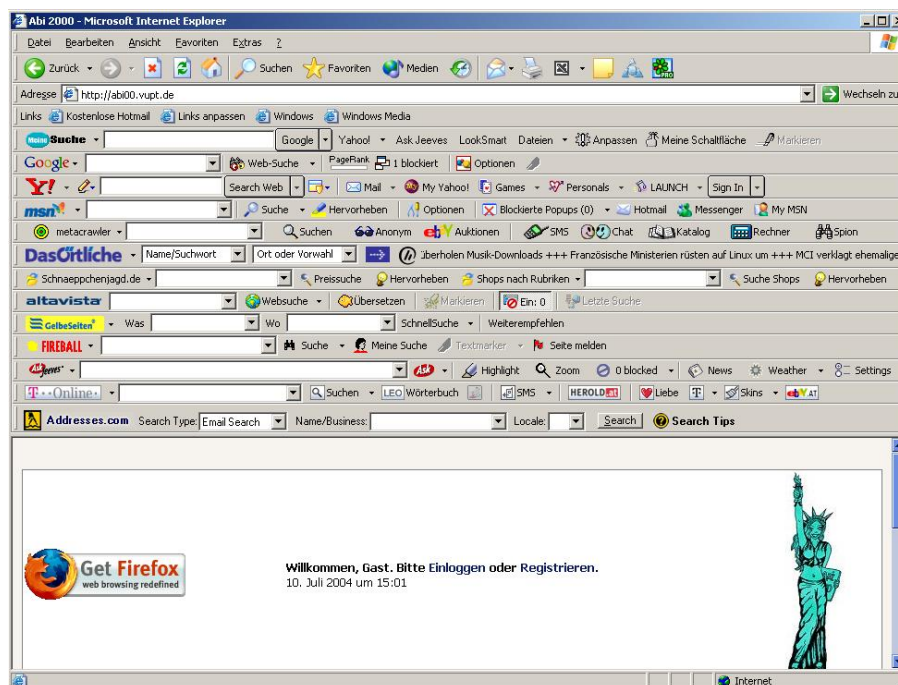 Abi 2000 - Microsoft Internet Explorer
Datei Bearbeiten Ansicht Favoriten Extras ?
Zurück Suchen Favoriten Medien PRO
Adresse http://abi00.vupt.de Wechseln zu
Links Kostenlose Hotmail Links anpassen Windows Windows Media
Meine Suche Google Yahoo! Ask Jeeves LookSmart Dateien Anpassen Meine Schaltfläche Markieren
Google Web-Suche PageRank 1 blockiert Optionen
Y! Search Web Mail My Yahoo! Games Personals LAUNCH Sign In
msn Suche Hervorheben Optionen Blockierte Popups (0) Hotmail Messenger My MSN
metacrawler Suchen Anonym ebY Auktionen SMS Chat Katalog Rechner Spion
DasÖrtliche Name/Suchwort Ort oder Vorwahl überholen Musik-Downloads +++ Französische Ministerien rüsten auf Linux um +++ MCI verklagt ehemalige
Schnaeppchenjagd.de Preissuche Hervorheben Shops nach Rubriken Suche Shops Hervorheben
altavista Websuche Übersetzen Markieren Ein: 0 Letzte Suche
GelbeSeiten Was Wo SchnellSuche Weiterempfehlen
FIREBALL Suche Meine Suche Textmarker Seite melden
Jeeves Highlight Zoom 0 blocked News Weather Settings
T··Online· Suchen LEO Wörterbuch SMS HEROLD Liebe T Skins ebY AT
Addresses.com Search Type: Email Search Name/Business: Locale: Search Search Tips
Get Firefox
web browsing redefined
Willkommen, Gast. Bitte Einloggen oder Registrieren.
10. Juli 2004 um 15:01
Internet